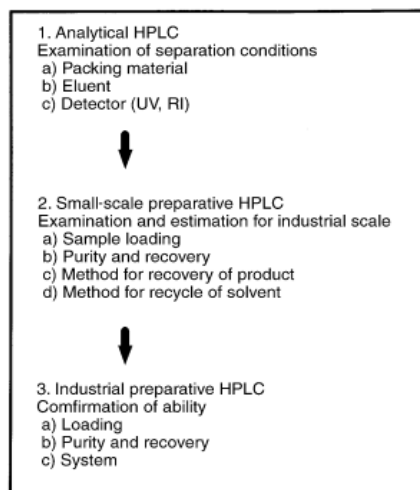 1. Analytical HPLC
Examination of separation conditions
a) Packing material
b) Eluent
c) Detector (UV, RI)
2. Small-scale preparative HPLC
Examination and estimation for industrial scale
a) Sample loading
b) Purity and recovery
c) Method for recovery of product
d) Method for recycle of solvent
3. Industrial preparative HPLC
Comfirmation of ability
a) Loading
b) Purity and recovery
c) System